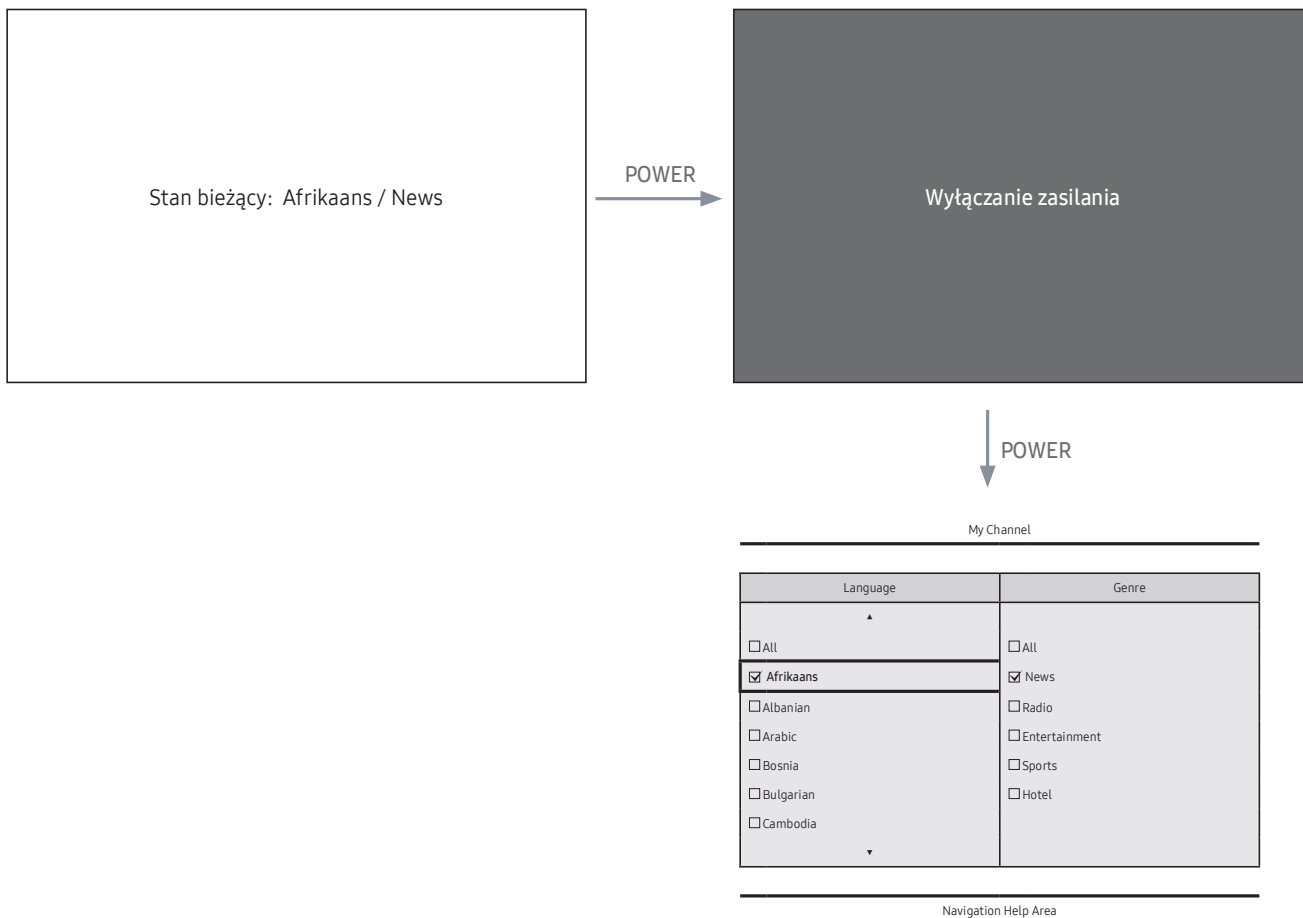 Stan bieżący: Afrikaans / News
POWER
Wyłączanie zasilania
POWER
My Channel
Language Genre
▲
☐ All ☐ All
☑ Afrikaans ☑ News
☐ Albanian ☐ Radio
☐ Arabic ☐ Entertainment
☐ Bosnia ☐ Sports
☐ Bulgarian ☐ Hotel
☐ Cambodia
▼
Navigation Help Area